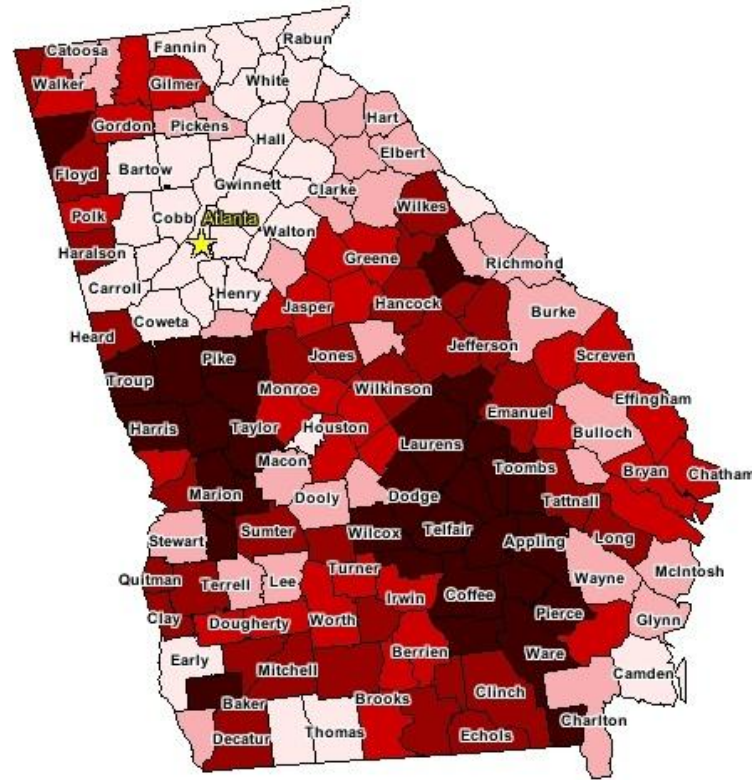 Rabun
Fannin
Catoosa
White
Walker
Gilmer
Hart
Gordon
Pickens
Hall
Elbert
Floyd
Bartow
Gwinnett
Clarke
Wilkes
Polk
Cobb
Atlanta
Walton
Haralson
Greene
Richmond
Carroll
Henry
Jasper
Hancock
Burke
Coweta
Heard
Pike
Jones
Jefferson
Screven
Troup
Monroe
Wilkinson
Effingham
Emanuel
Harris
Taylor
Houston
Laurens
Bulloch
Macon
Toombs
Bryan
Chatham
Marion
Dooly
Dodge
Tattnall
Sumter
Wilcox
Telfair
Appling
Long
Stewart
Turner
McIntosh
Quitman
Terrell
Lee
Irwin
Coffee
Wayne
Clay
Dougherty
Worth
Pierce
Glynn
Early
Mitchell
Berrien
Ware
Camden
Baker
Brooks
Clinch
Charlton
Decatur
Thomas
Echols